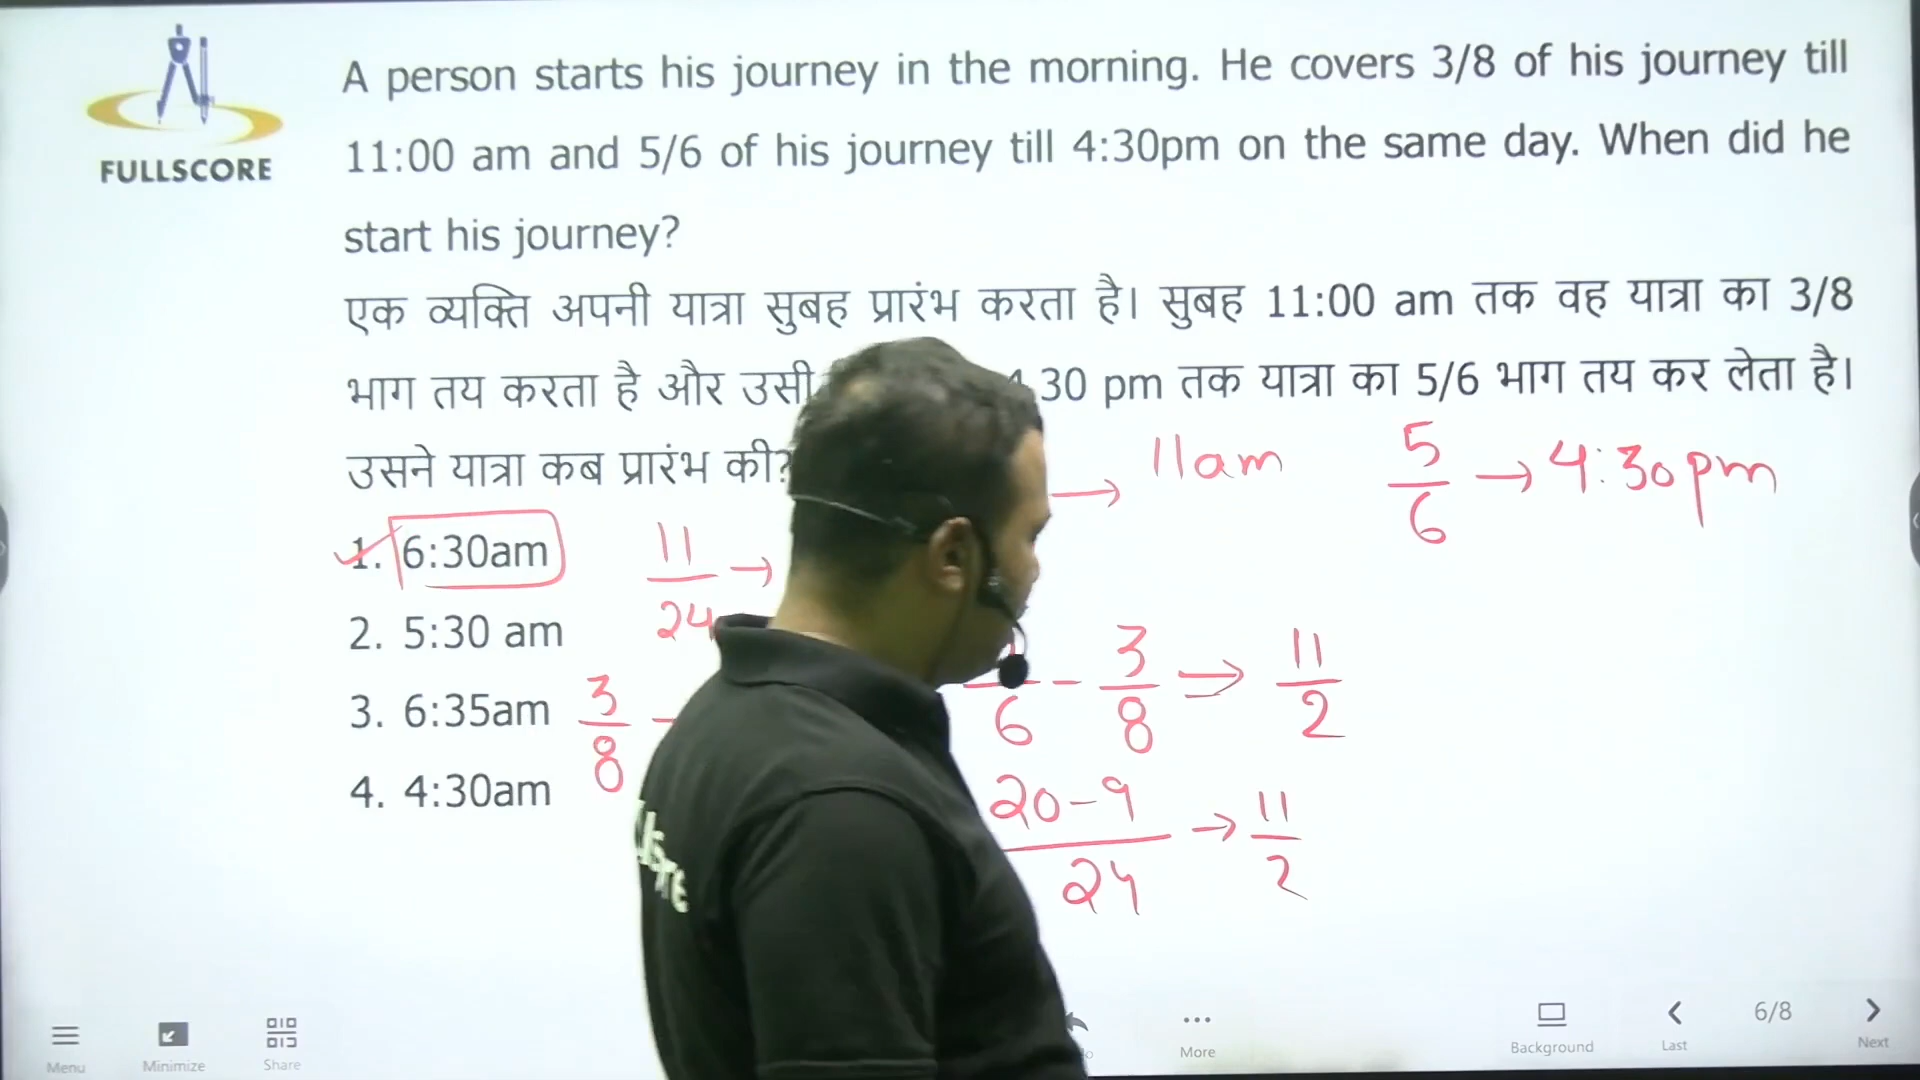 FULLSCORE
A person starts his journey in the morning. He covers 3/8 of his journey till
11:00 am and 5/6 of his journey till 4:30pm on the same day. When did he
start his journey?
एक व्यक्ति अपनी यात्रा सुबह प्रारंभ करता है। सुबह 11:00 am तक वह यात्रा का 3/8
भाग तय करता है और उसी 30 pm तक यात्रा का 5/6 भाग तय कर लेता है।
उसने यात्रा कब प्रारंभ की?
→ 11am
5/6 → 4:30pm
1. 6:30am
2. 5:30 am
3. 6:35am
4. 4:30am
11/24 →
3/8
6 - 3/8 → 11/2
20-9/24 → 11/2
Menu
Minimize
Share
More
Background
Last
6/8
Next